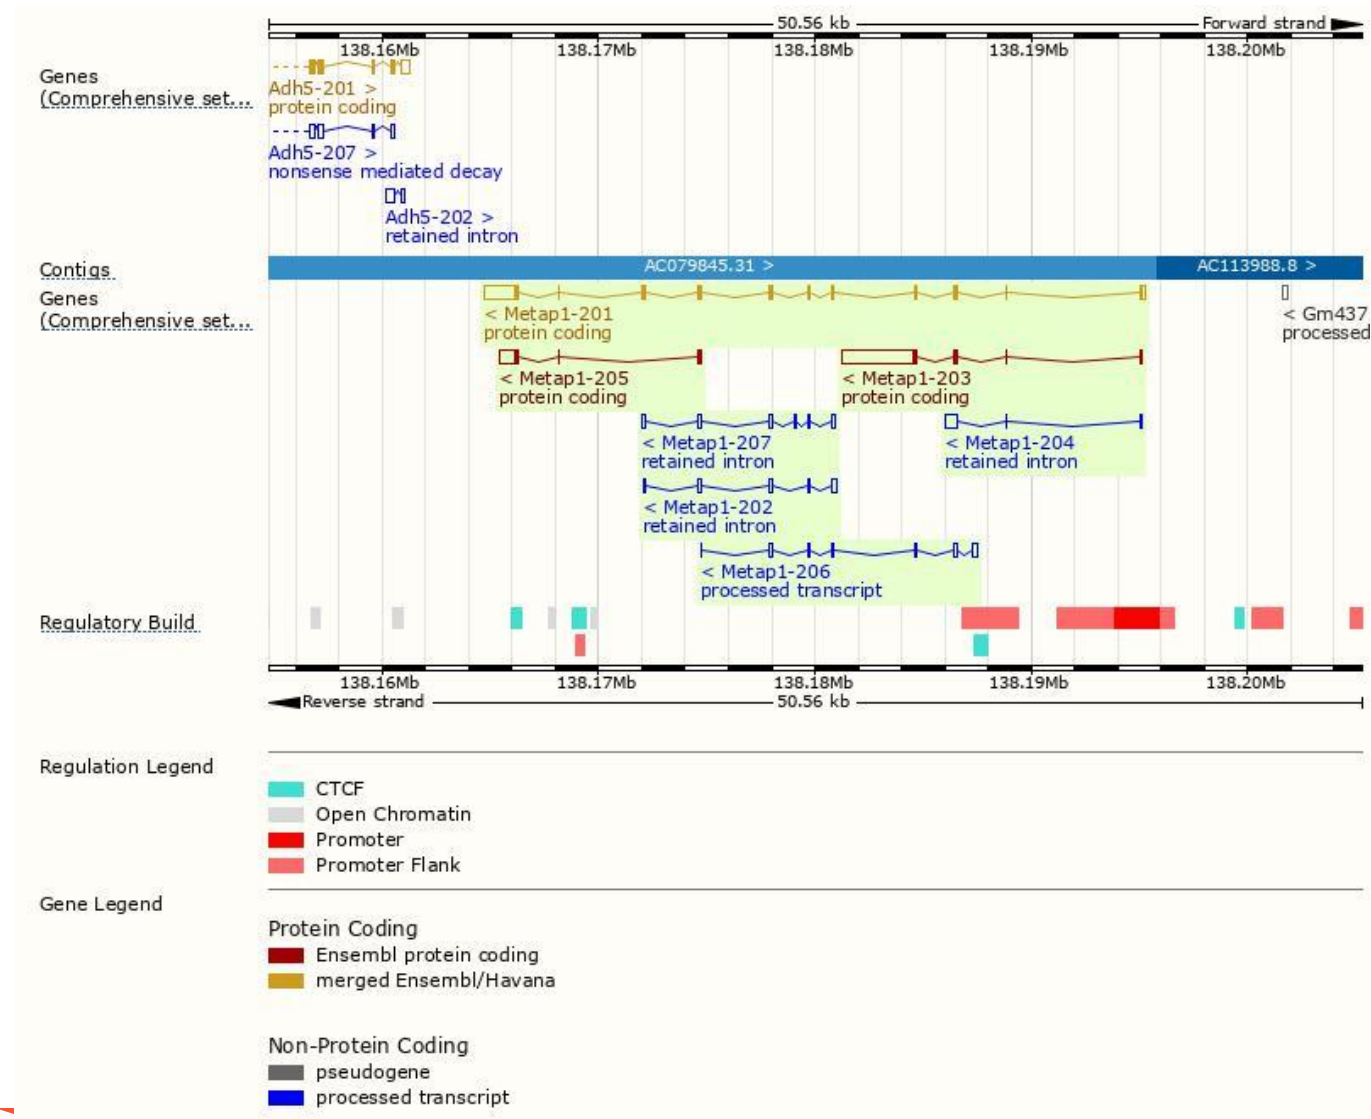 50.56 kb Forward strand
138.16Mb 138.17Mb 138.18Mb 138.19Mb 138.20Mb
Genes
(Comprehensive set...
Adh5-201 >
protein coding
Adh5-207 >
nonsense mediated decay
Adh5-202 >
retained intron
Contigs AC079845.31 > AC113988.8 >
Genes
(Comprehensive set...
< Metap1-201
protein coding
< Gm437
processed
< Metap1-205
protein coding
< Metap1-203
protein coding
< Metap1-207
retained intron
< Metap1-204
retained intron
< Metap1-202
retained intron
< Metap1-206
processed transcript
Regulatory Build
138.16Mb 138.17Mb 138.18Mb 138.19Mb 138.20Mb
Reverse strand 50.56 kb
Regulation Legend
CTCF
Open Chromatin
Promoter
Promoter Flank
Gene Legend
Protein Coding
Ensembl protein coding
merged Ensembl/Havana
Non-Protein Coding
pseudogene
processed transcript